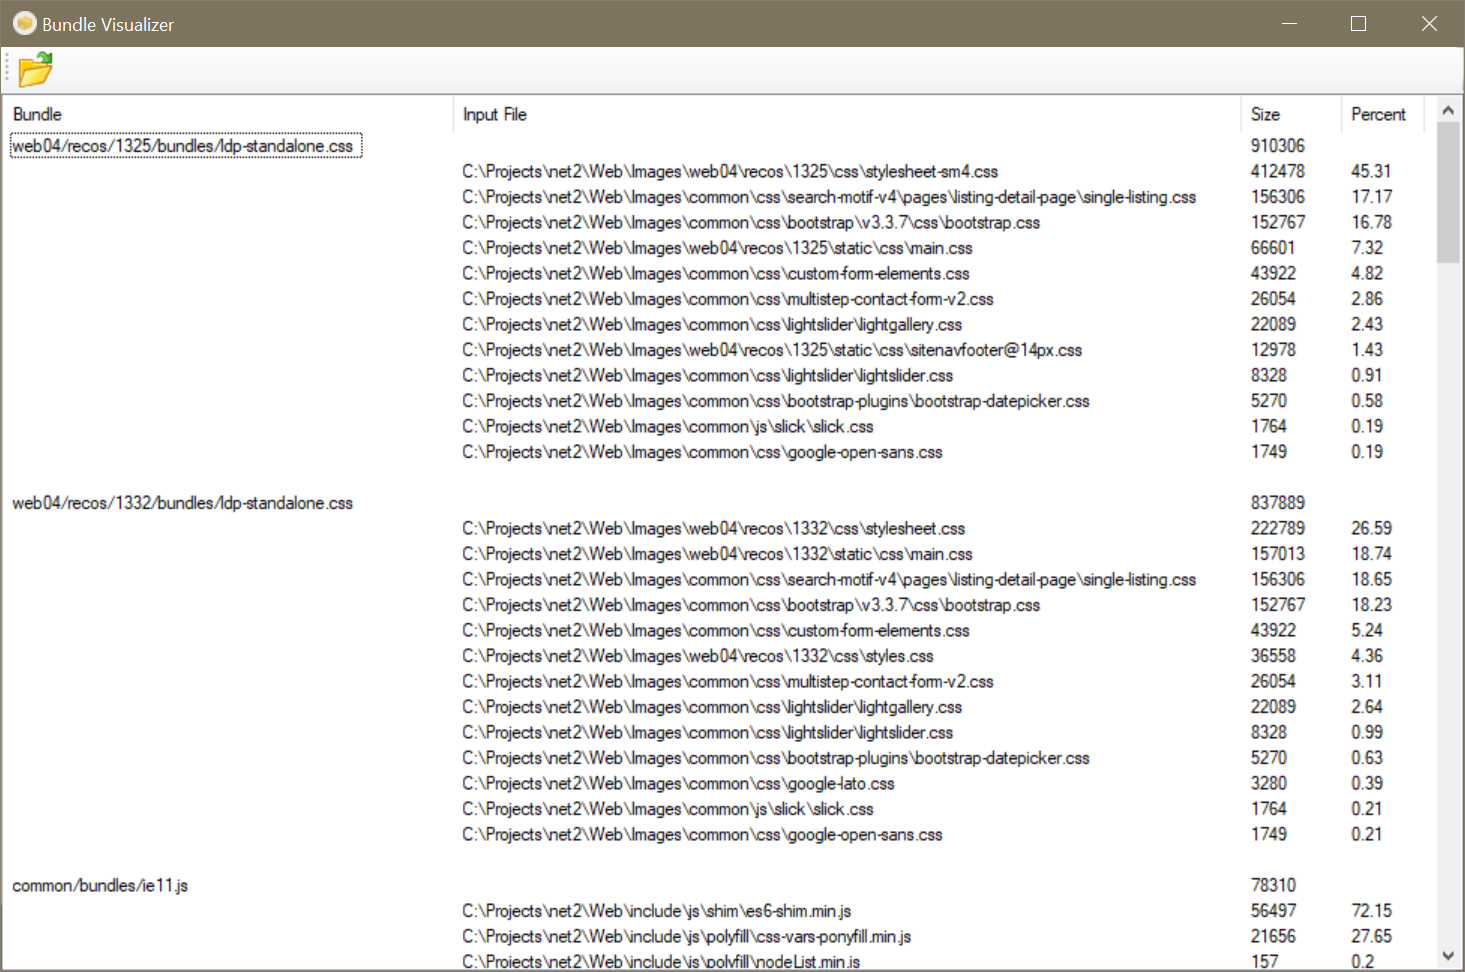 Bundle Visualizer
Bundle Input File Size Percent
web04/recos/1325/bundles/ldp-standalone.css 910306
C:\Projects\net2\Web\Images\web04\recos\1325\css\stylesheet-sm4.css 412478 45.31
C:\Projects\net2\Web\Images\common\css\search-motif-v4\pages\listing-detail-page\single-listing.css 156306 17.17
C:\Projects\net2\Web\Images\common\css\bootstrap\v3.3.7\css\bootstrap.css 152767 16.78
C:\Projects\net2\Web\Images\web04\recos\1325\static\css\main.css 66601 7.32
C:\Projects\net2\Web\Images\common\css\custom-form-elements.css 43922 4.82
C:\Projects\net2\Web\Images\common\css\multistep-contact-form-v2.css 26054 2.86
C:\Projects\net2\Web\Images\common\css\lightslider\lightgallery.css 22089 2.43
C:\Projects\net2\Web\Images\web04\recos\1325\static\css\sitenavfooter@14px.css 12978 1.43
C:\Projects\net2\Web\Images\common\css\lightslider\lightslider.css 8328 0.91
C:\Projects\net2\Web\Images\common\css\bootstrap-plugins\bootstrap-datepicker.css 5270 0.58
C:\Projects\net2\Web\Images\common\js\slick\slick.css 1764 0.19
C:\Projects\net2\Web\Images\common\css\google-open-sans.css 1749 0.19
web04/recos/1332/bundles/ldp-standalone.css 837889
C:\Projects\net2\Web\Images\web04\recos\1332\css\stylesheet.css 222789 26.59
C:\Projects\net2\Web\Images\web04\recos\1332\static\css\main.css 157013 18.74
C:\Projects\net2\Web\Images\common\css\search-motif-v4\pages\listing-detail-page\single-listing.css 156306 18.65
C:\Projects\net2\Web\Images\common\css\bootstrap\v3.3.7\css\bootstrap.css 152767 18.23
C:\Projects\net2\Web\Images\common\css\custom-form-elements.css 43922 5.24
C:\Projects\net2\Web\Images\web04\recos\1332\css\styles.css 36558 4.36
C:\Projects\net2\Web\Images\common\css\multistep-contact-form-v2.css 26054 3.11
C:\Projects\net2\Web\Images\common\css\lightslider\lightgallery.css 22089 2.64
C:\Projects\net2\Web\Images\common\css\lightslider\lightslider.css 8328 0.99
C:\Projects\net2\Web\Images\common\css\bootstrap-plugins\bootstrap-datepicker.css 5270 0.63
C:\Projects\net2\Web\Images\common\css\google-lato.css 3280 0.39
C:\Projects\net2\Web\Images\common\js\slick\slick.css 1764 0.21
C:\Projects\net2\Web\Images\common\css\google-open-sans.css 1749 0.21
common/bundles/ie11.js 78310
C:\Projects\net2\Web\include\js\shim\es6-shim.min.js 56497 72.15
C:\Projects\net2\Web\include\js\polyfill\css-vars-ponyfill.min.js 21656 27.65
C:\Projects\net2\Web\include\js\polyfill\nodeList.min.js 157 0.2